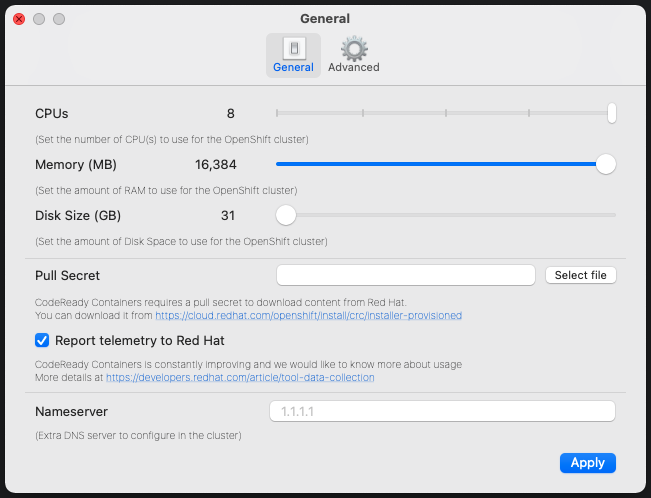 General
General
Advanced
CPUs 8
(Set the number of CPU(s) to use for the OpenShift cluster)
Memory (MB) 16,384
(Set the amount of RAM to use for the OpenShift cluster)
Disk Size (GB) 31
(Set the amount of Disk Space to use for the OpenShift cluster)
Pull Secret Select file
CodeReady Containers requires a pull secret to download content from Red Hat.
You can download it from https://cloud.redhat.com/openshift/install/crc/installer-provisioned
Report telemetry to Red Hat
CodeReady Containers is constantly improving and we would like to know more about usage
More details at https://developers.redhat.com/article/tool-data-collection
Nameserver 1.1.1.1
(Extra DNS server to configure in the cluster)
Apply